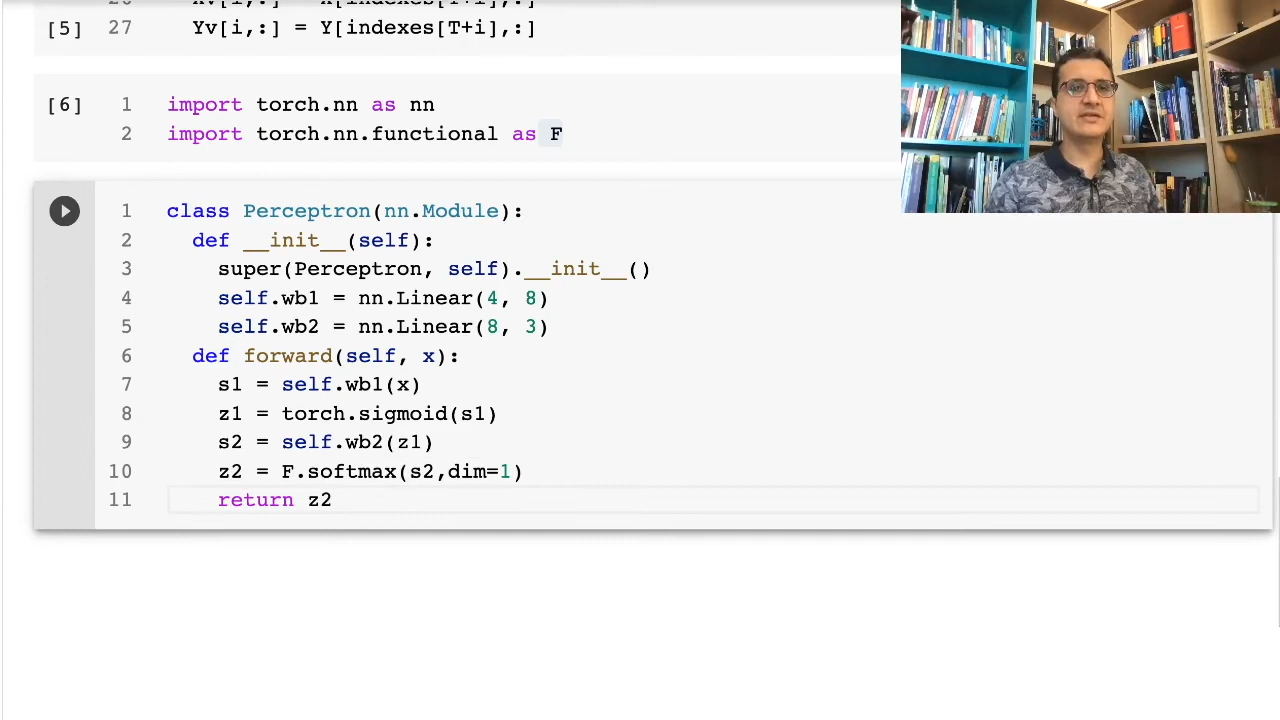 [5] 27 Yv[i,:] = Y[indexes[T+i],:]
[6] 1 import torch.nn as nn
2 import torch.nn.functional as F
1 class Perceptron(nn.Module):
2 def __init__(self):
3 super(Perceptron, self).__init__()
4 self.wb1 = nn.Linear(4, 8)
5 self.wb2 = nn.Linear(8, 3)
6 def forward(self, x):
7 s1 = self.wb1(x)
8 z1 = torch.sigmoid(s1)
9 s2 = self.wb2(z1)
10 z2 = F.softmax(s2,dim=1)
11 return z2